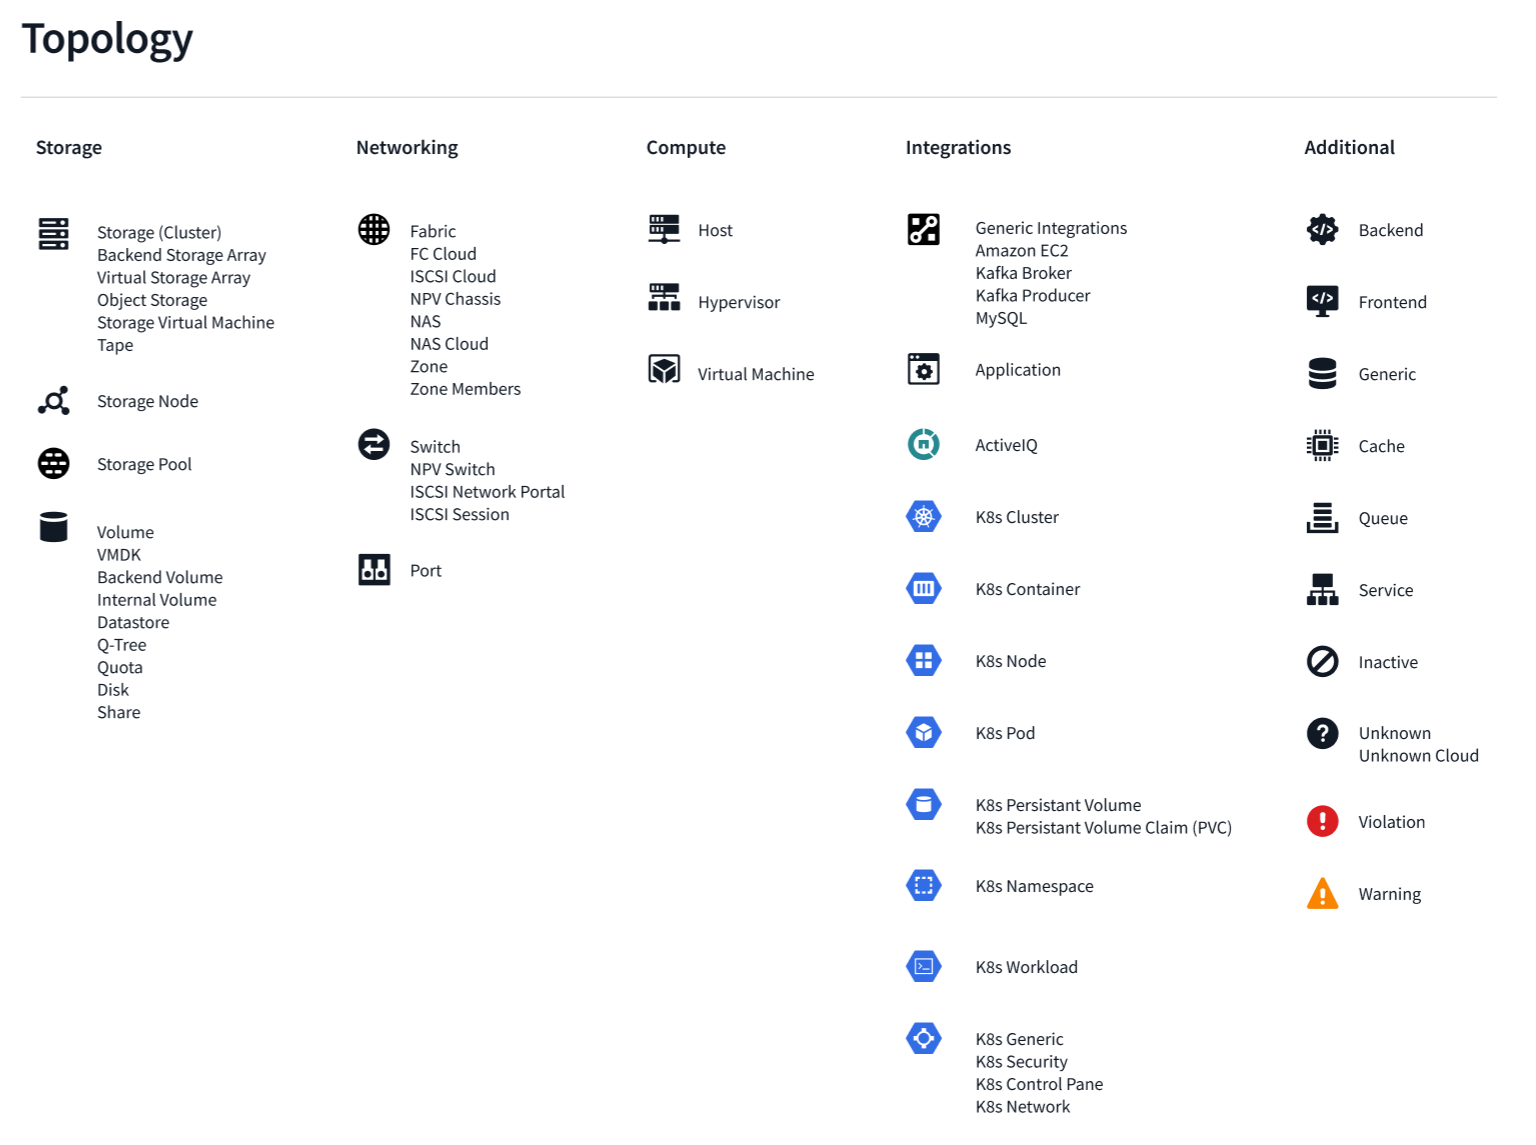 Topology
Storage
Storage (Cluster)
Backend Storage Array
Virtual Storage Array
Object Storage
Storage Virtual Machine
Tape
Storage Node
Storage Pool
Volume
VMDK
Backend Volume
Internal Volume
Datastore
Q-Tree
Quota
Disk
Share
Networking
Fabric
FC Cloud
ISCSI Cloud
NPV Chassis
NAS
NAS Cloud
Zone
Zone Members
Switch
NPV Switch
ISCSI Network Portal
ISCSI Session
Port
Compute
Host
Hypervisor
Virtual Machine
Integrations
Generic Integrations
Amazon EC2
Kafka Broker
Kafka Producer
MySQL
Application
ActiveIQ
K8s Cluster
K8s Container
K8s Node
K8s Pod
K8s Persistant Volume
K8s Persistant Volume Claim (PVC)
K8s Namespace
K8s Workload
K8s Generic
K8s Security
K8s Control Pane
K8s Network
Additional
Backend
Frontend
Generic
Cache
Queue
Service
Inactive
Unknown
Unknown Cloud
Violation
Warning